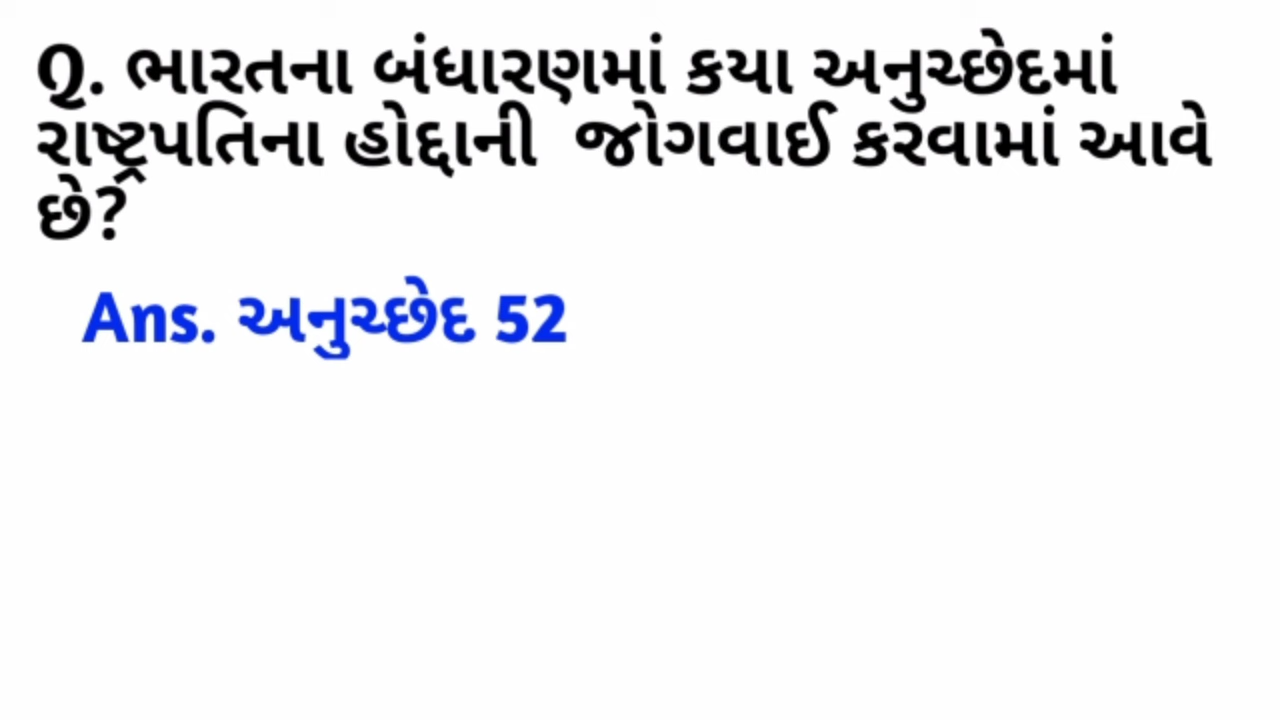 Q. ભારતના બંધારણમાં કયા અનુચ્છેદમાં
રાષ્ટ્રપતિના હોદ્દાની જોગવાઈ કરવામાં આવે
છે?
Ans. અનુચ્છેદ 52